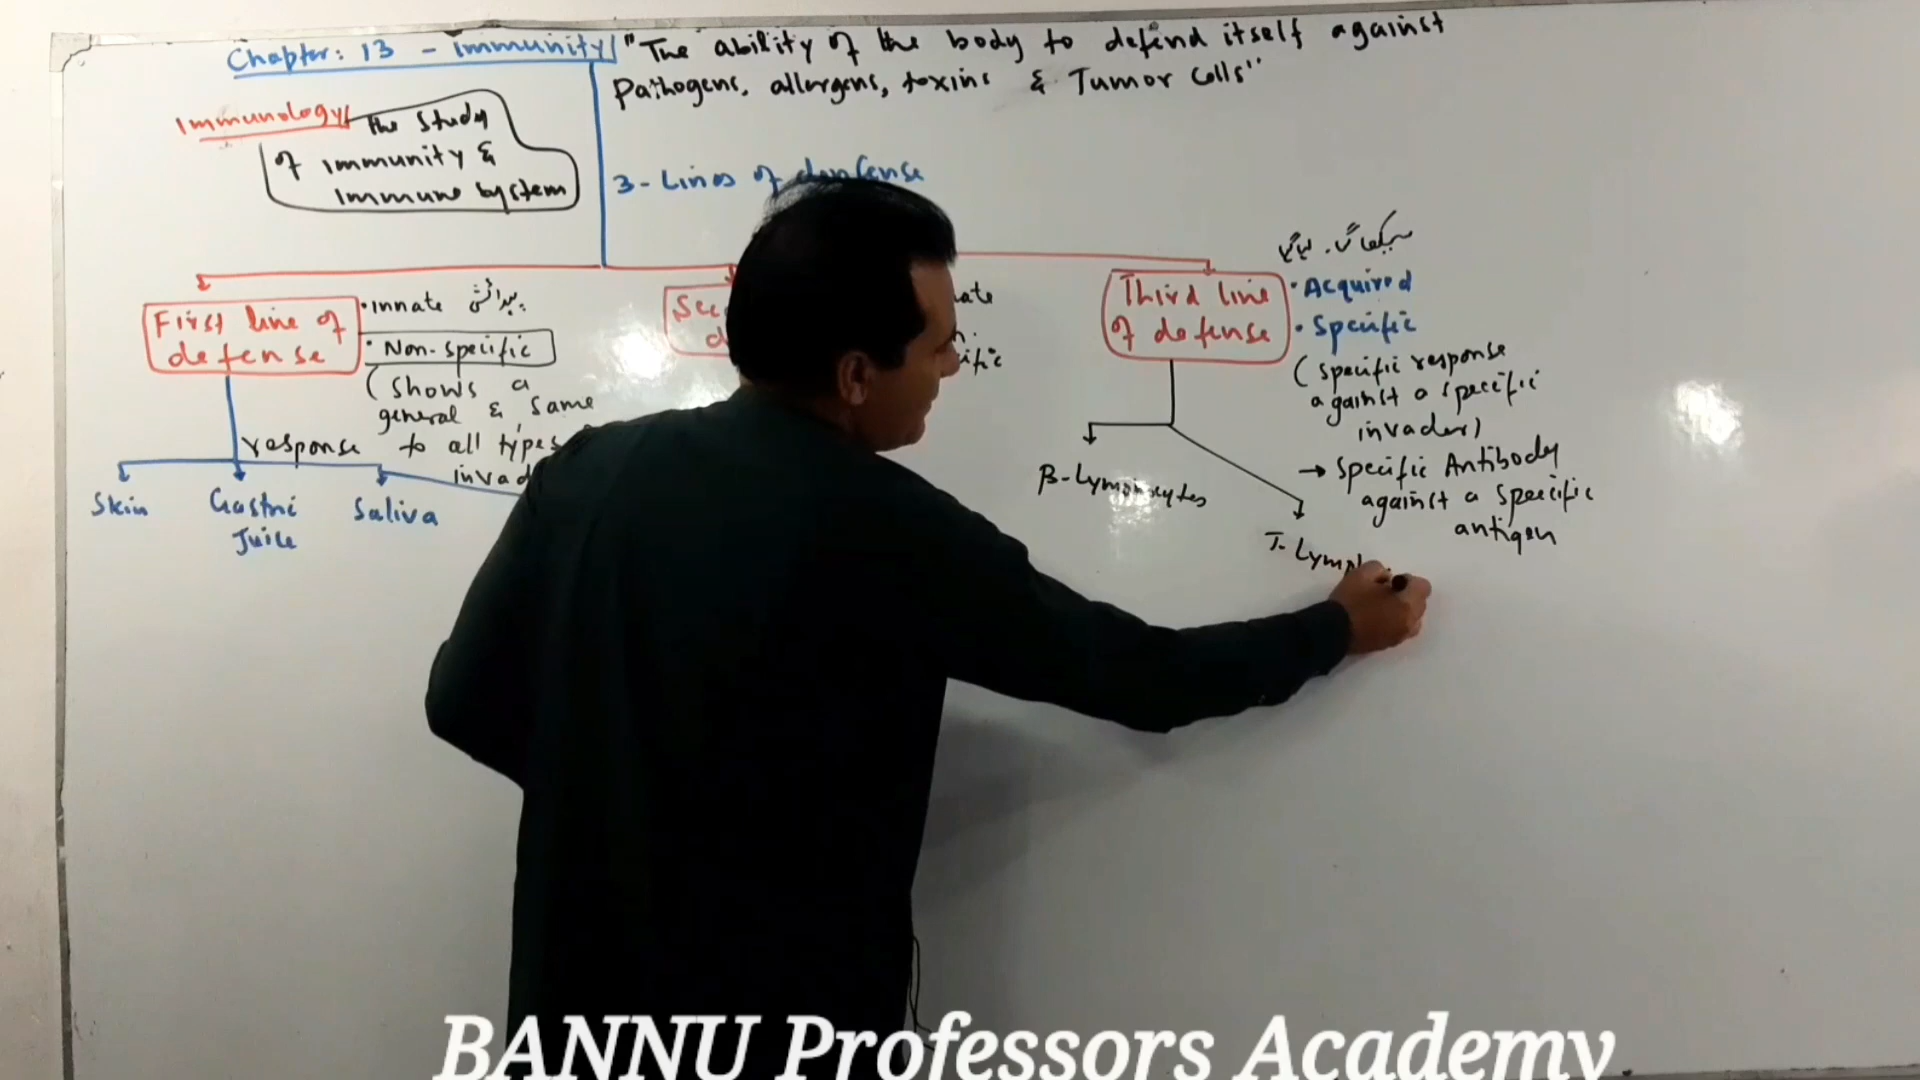 Chapter: 13 - Immunity/ "The ability of the body to defend itself against
Pathogens, allergens, toxins & Tumor Cells"
Immunology/ the study
of immunity &
immune system
3-Lines of
First line of
defense
• innate پیدائشی
• Non-specific
(shows a
general & same
response to all types
Skin
Gastric
Juice
Saliva
Third line
of defense
• Acquired
• Specific
(specific response
against a specific
invader)
→ specific Antibody
against a specific
antigen
B-Lymphocytes
T-
BANNU Professors Academy